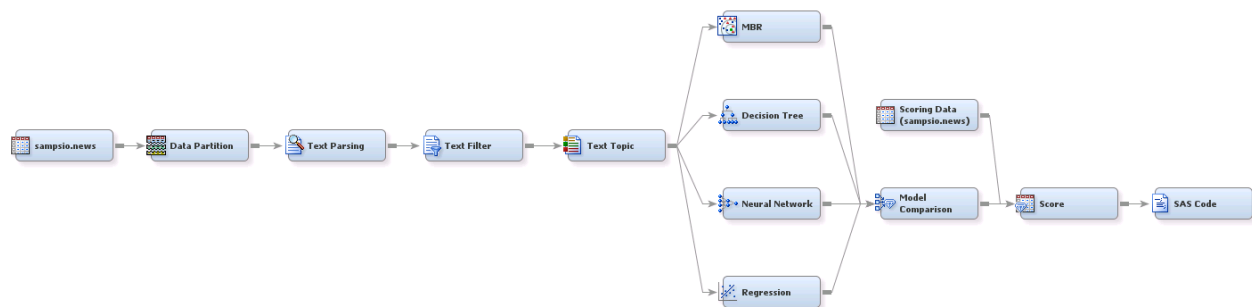 MBR
Decision Tree
Scoring Data
(sampsio.news)
sampsio.news
Data Partition
Text Parsing
Text Filter
Text Topic
Neural Network
Model
Comparison
Score
SAS Code
Regression